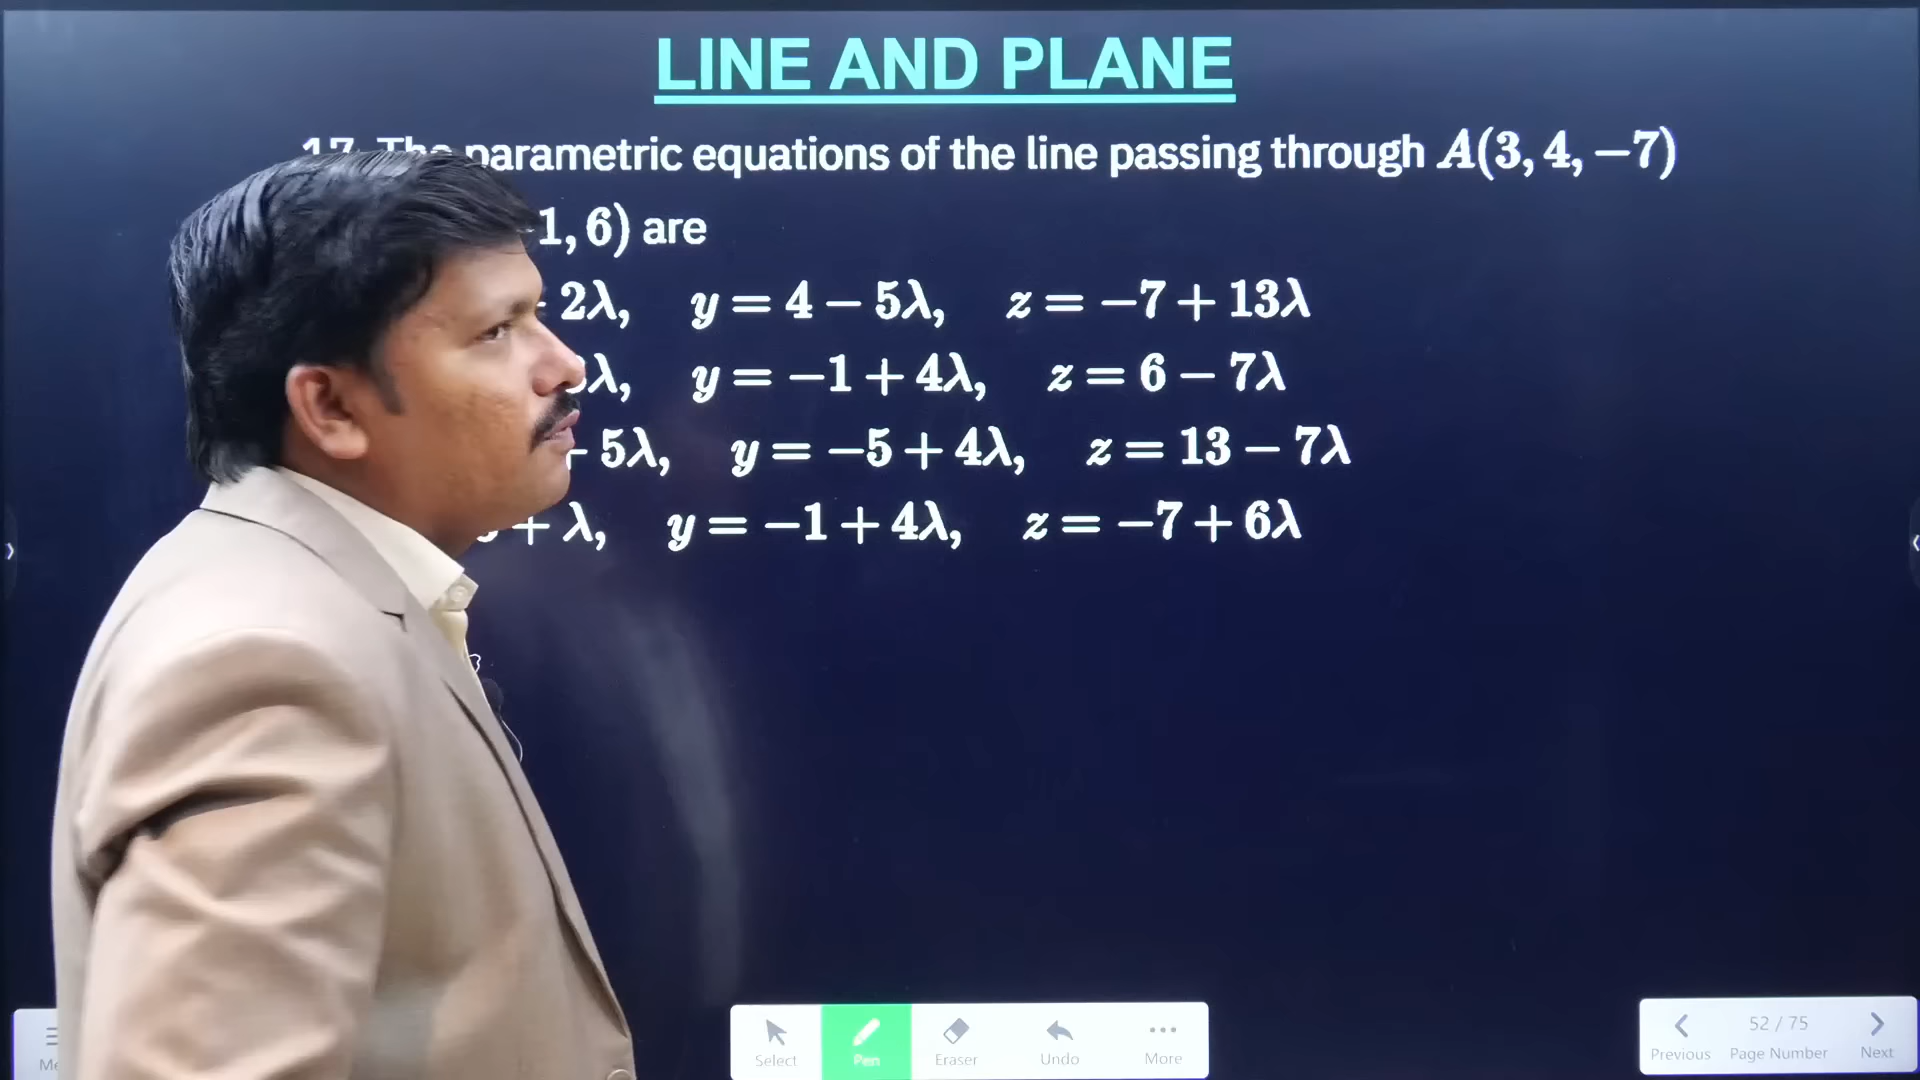 LINE AND PLANE
17. The parametric equations of the line passing through A(3, 4, −7)
1, 6) are
2λ, y = 4 − 5λ, z = −7 + 13λ
λ, y = −1 + 4λ, z = 6 − 7λ
5λ, y = −5 + 4λ, z = 13 − 7λ
+ λ, y = −1 + 4λ, z = −7 + 6λ
Select
Pen
Eraser
Undo
More
Previous
52 / 75
Page Number
Next